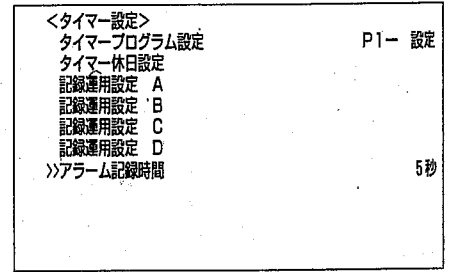 <タイマー設定>
タイマープログラム設定 P1ー 設定
タイマー休日設定
記録運用設定 A
記録運用設定 B
記録運用設定 C
記録運用設定 D
>>アラーム記録時間 5秒